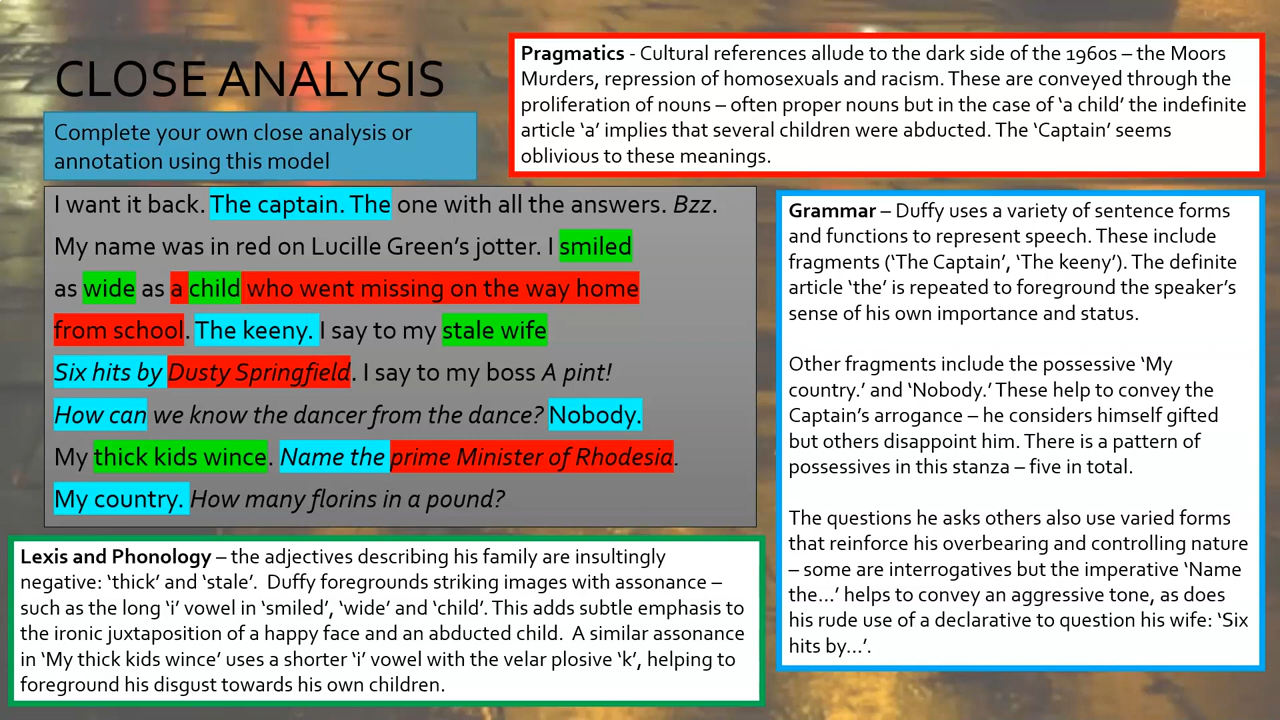 CLOSE ANALYSIS
Complete your own close analysis or
annotation using this model
Pragmatics - Cultural references allude to the dark side of the 1960s – the Moors
Murders, repression of homosexuals and racism. These are conveyed through the
proliferation of nouns – often proper nouns but in the case of ‘a child’ the indefinite
article ‘a’ implies that several children were abducted. The ‘Captain’ seems
oblivious to these meanings.
I want it back. The captain. The one with all the answers. Bzz.
My name was in red on Lucille Green’s jotter. I smiled
as wide as a child who went missing on the way home
from school. The keeny. I say to my stale wife
Six hits by Dusty Springfield. I say to my boss A pint!
How can we know the dancer from the dance? Nobody.
My thick kids wince. Name the prime Minister of Rhodesia.
My country. How many florins in a pound?
Grammar – Duffy uses a variety of sentence forms
and functions to represent speech. These include
fragments (‘The Captain’, ‘The keeny’). The definite
article ‘the’ is repeated to foreground the speaker’s
sense of his own importance and status.
Other fragments include the possessive ‘My
country.’ and ‘Nobody.’ These help to convey the
Captain’s arrogance – he considers himself gifted
but others disappoint him. There is a pattern of
possessives in this stanza – five in total.
The questions he asks others also use varied forms
that reinforce his overbearing and controlling nature
– some are interrogatives but the imperative ‘Name
the…’ helps to convey an aggressive tone, as does
his rude use of a declarative to question his wife: ‘Six
hits by…’.
Lexis and Phonology – the adjectives describing his family are insultingly
negative: ‘thick’ and ‘stale’.  Duffy foregrounds striking images with assonance –
such as the long ‘i’ vowel in ‘smiled’, ‘wide’ and ‘child’. This adds subtle emphasis to
the ironic juxtaposition of a happy face and an abducted child.  A similar assonance
in ‘My thick kids wince’ uses a shorter ‘i’ vowel with the velar plosive ‘k’, helping to
foreground his disgust towards his own children.